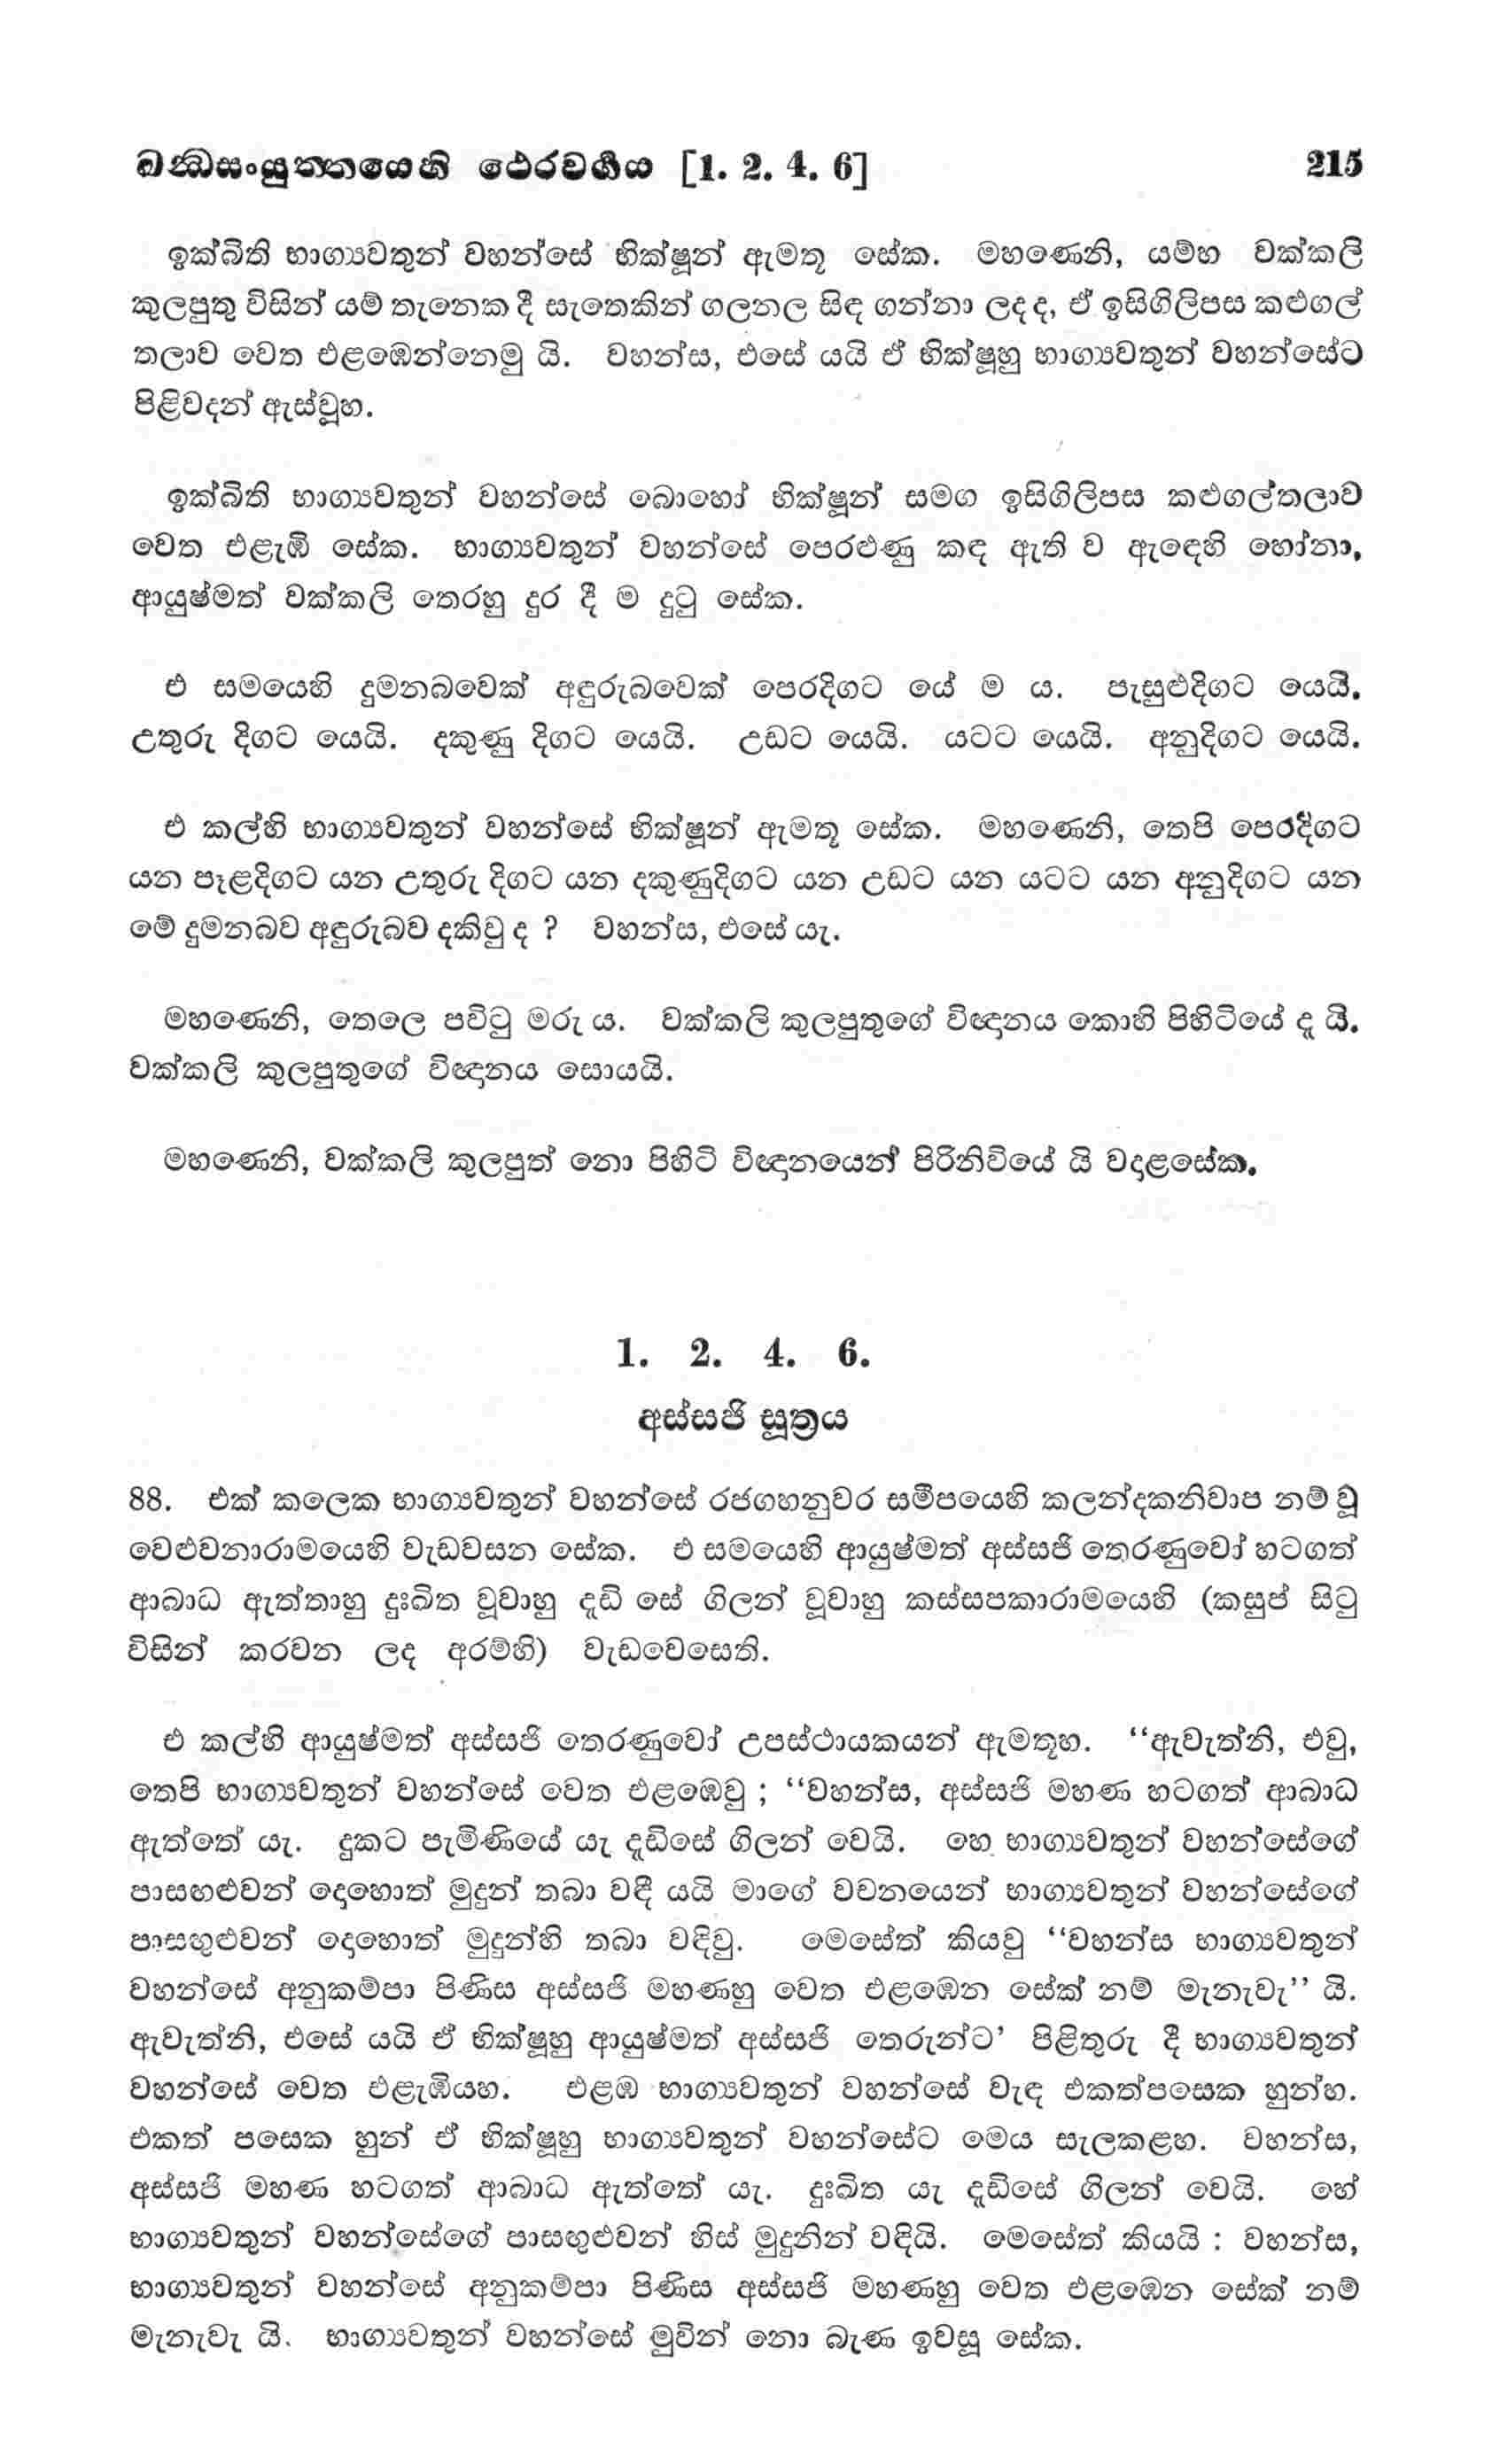 ඛන්ධසංයුත්තයෙහි ථෙරවර්ගය [1. 2. 4. 6] 215
ඉක්බිති භාග්‍යවතුන් වහන්සේ භික්ෂූන් ඇමතූ සේක. මහණෙනි, යම්හ වක්කලි
කුලපුතු විසින් යම් තැනෙක දී සැතෙකින් ගලනල සිඳ ගන්නා ලද ද, ඒ ඉසිගිලිපස කළුගල්
තලාව වෙත එළඹෙන්නෙමු යි. වහන්ස, එසේ යයි ඒ භික්ෂූහු භාග්‍යවතුන් වහන්සේට
පිළිවදන් ඇස්වූහ.
ඉක්බිති භාග්‍යවතුන් වහන්සේ බොහෝ භික්ෂූන් සමග ඉසිගිලිපස කළුගල්තලාව
වෙත එළැඹි සේක. භාග්‍යවතුන් වහන්සේ පෙරළුණු කඳ ඇති ව ඇඳෙහි හෝනා,
ආයුෂ්මත් වක්කලි තෙරහු දුර දී ම දුටු සේක.
එ සමයෙහි දුමනබවෙක් අඳුරුබවෙක් පෙරදිගට යේ ම ය. පැසුළුදිගට යෙයි.
උතුරු දිගට යෙයි. දකුණු දිගට යෙයි. උඩට යෙයි. යටට යෙයි. අනුදිගට යෙයි.
එ කල්හි භාග්‍යවතුන් වහන්සේ භික්ෂූන් ඇමතූ සේක. මහණෙනි, තෙපි පෙරදිගට
යන පෑළදිගට යන උතුරු දිගට යන දකුණුදිගට යන උඩට යන යටට යන අනුදිගට යන
මේ දුමනබව අඳුරුබව දකිවු ද ? වහන්ස, එසේ යැ.
මහණෙනි, තෙලෙ පවිටු මරු ය. වක්කලි කුලපුතුගේ විඥානය කොහි පිහිටියේ දැ යි.
වක්කලි කුලපුතුගේ විඥානය සොයයි.
මහණෙනි, වක්කලි කුලපුත් නො පිහිටි විඥානයෙන් පිරිනිවියේ යි වදාළසේක.
1. 2. 4. 6.
අස්සජි සූත්‍රය
88. එක් කලෙක භාග්‍යවතුන් වහන්සේ රජගහනුවර සමීපයෙහි කලන්දකනිවාප නම් වූ
වෙළුවනාරාමයෙහි වැඩවසන සේක. එ සමයෙහි ආයුෂ්මත් අස්සජි තෙරණුවෝ හටගත්
ආබාධ ඇත්තාහු දුඃඛිත වූවාහු දැඩි සේ ගිලන් වූවාහු කස්සපකාරාමයෙහි (කසුප් සිටු
විසින් කරවන ලද අරම්හි) වැඩවෙසෙති.
එ කල්හි ආයුෂ්මත් අස්සජි තෙරණුවෝ උපස්ථායකයන් ඇමතූහ. “ඇවැත්නි, එවු,
තෙපි භාග්‍යවතුන් වහන්සේ වෙත එළඹෙවු ; “වහන්ස, අස්සජි මහණ හටගත් ආබාධ
ඇත්තේ යැ. දුකට පැමිණියේ යැ දැඩිසේ ගිලන් වෙයි. හෙ භාග්‍යවතුන් වහන්සේගේ
පාසඟළුවන් දොහොත් මුදුන් තබා වඳී යයි මාගේ වචනයෙන් භාග්‍යවතුන් වහන්සේගේ
පාසඟුළුවන් දොහොත් මුදුන්හි තබා වඳිවු. මෙසේත් කියවු “වහන්ස භාග්‍යවතුන්
වහන්සේ අනුකම්පා පිණිස අස්සජි මහණහු වෙත එළඹෙන සේක් නම් මැනැවැ” යි.
ඇවැත්නි, එසේ යයි ඒ භික්ෂූහු ආයුෂ්මත් අස්සජි තෙරුන්ට’ පිළිතුරු දී භාග්‍යවතුන්
වහන්සේ වෙත එළැඹියහ. එළඹ භාග්‍යවතුන් වහන්සේ වැඳ එකත්පසෙක හුන්හ.
එකත් පසෙක හුන් ඒ භික්ෂූහු භාග්‍යවතුන් වහන්සේට මෙය සැලකළහ. වහන්ස,
අස්සජි මහණ හටගත් ආබාධ ඇත්තේ යැ. දුඃඛිත යැ දැඩිසේ ගිලන් වෙයි. හේ
භාග්‍යවතුන් වහන්සේගේ පාසඟුළුවන් හිස් මුදුනින් වඳියි. මෙසේත් කියයි : වහන්ස,
භාග්‍යවතුන් වහන්සේ අනුකම්පා පිණිස අස්සජි මහණහු වෙත එළඹෙන සේක් නම්
මැනැවැ යි. භාග්‍යවතුන් වහන්සේ මුවින් නො බැණ ඉවසූ සේක.